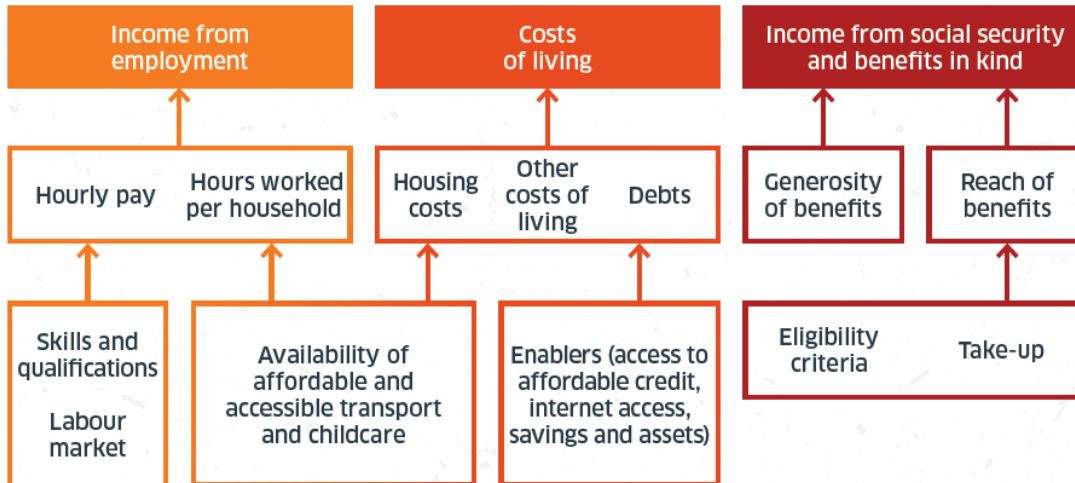 Income from
employment
Costs
of living
Income from social security
and benefits in kind
Hourly pay
Hours worked
per household
Housing
costs
Other
costs of
living
Debts
Generosity
of benefits
Reach of
benefits
Skills and
qualifications
Labour
market
Availability of
affordable and
accessible transport
and childcare
Enablers (access to
affordable credit,
internet access,
savings and assets)
Eligibility
criteria
Take-up